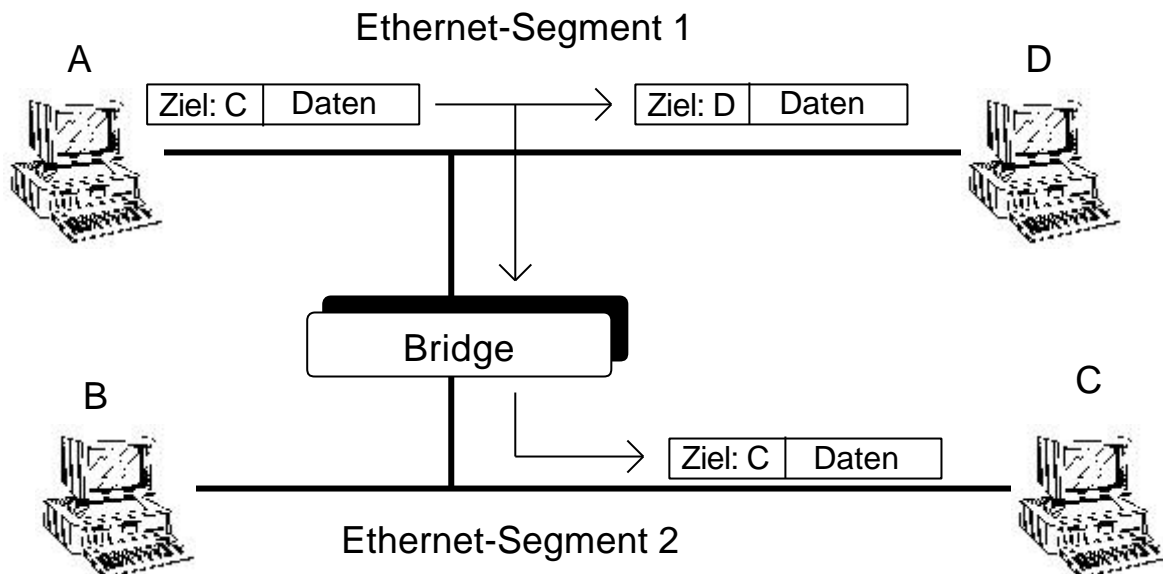 Ethernet-Segment 1
A
D
Ziel: C Daten
Ziel: D Daten
Bridge
B
C
Ziel: C Daten
Ethernet-Segment 2